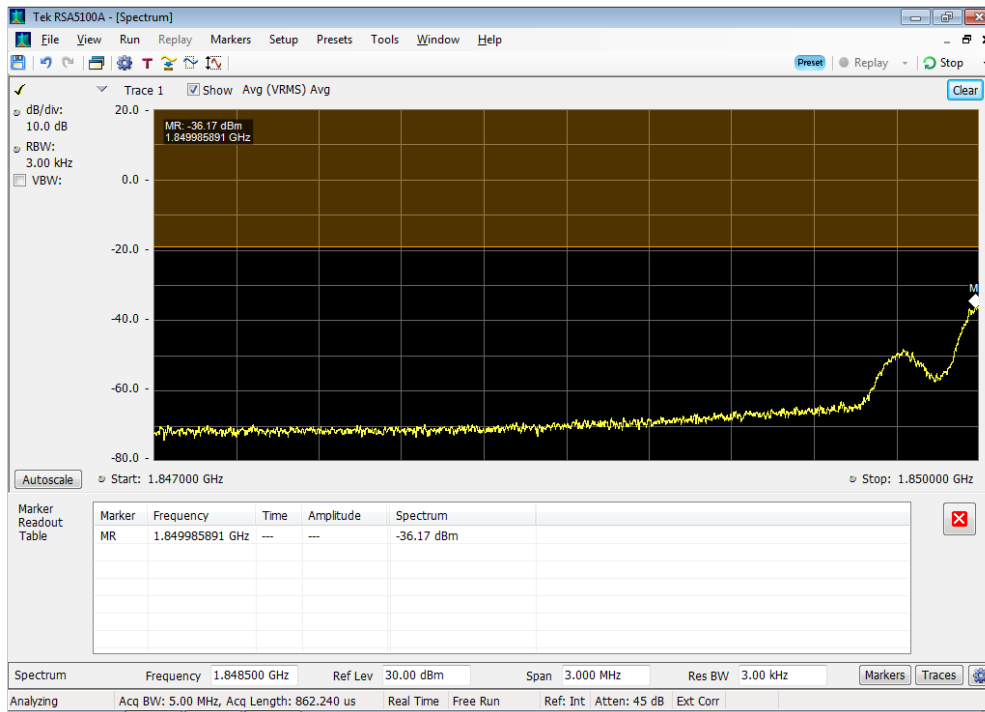 Tek RSA5100A - [Spectrum]
File View Run Replay Markers Setup Presets Tools Window Help
T Preset Replay Stop
Trace 1 Show Avg (VRMS) Avg Clear
dB/div:
10.0 dB
RBW:
3.00 kHz
VBW:
20.0
MR: -36.17 dBm
1.849985891 GHz
0.0
-20.0
M
-40.0
-60.0
-80.0
Autoscale Start: 1.847000 GHz Stop: 1.850000 GHz
Marker
Readout
Table
Marker Frequency Time Amplitude Spectrum
MR 1.849985891 GHz --- --- -36.17 dBm
Spectrum Frequency 1.848500 GHz Ref Lev 30.00 dBm Span 3.000 MHz Res BW 3.00 kHz Markers Traces
Analyzing Acq BW: 5.00 MHz, Acq Length: 862.240 us Real Time Free Run Ref: Int Atten: 45 dB Ext Corr